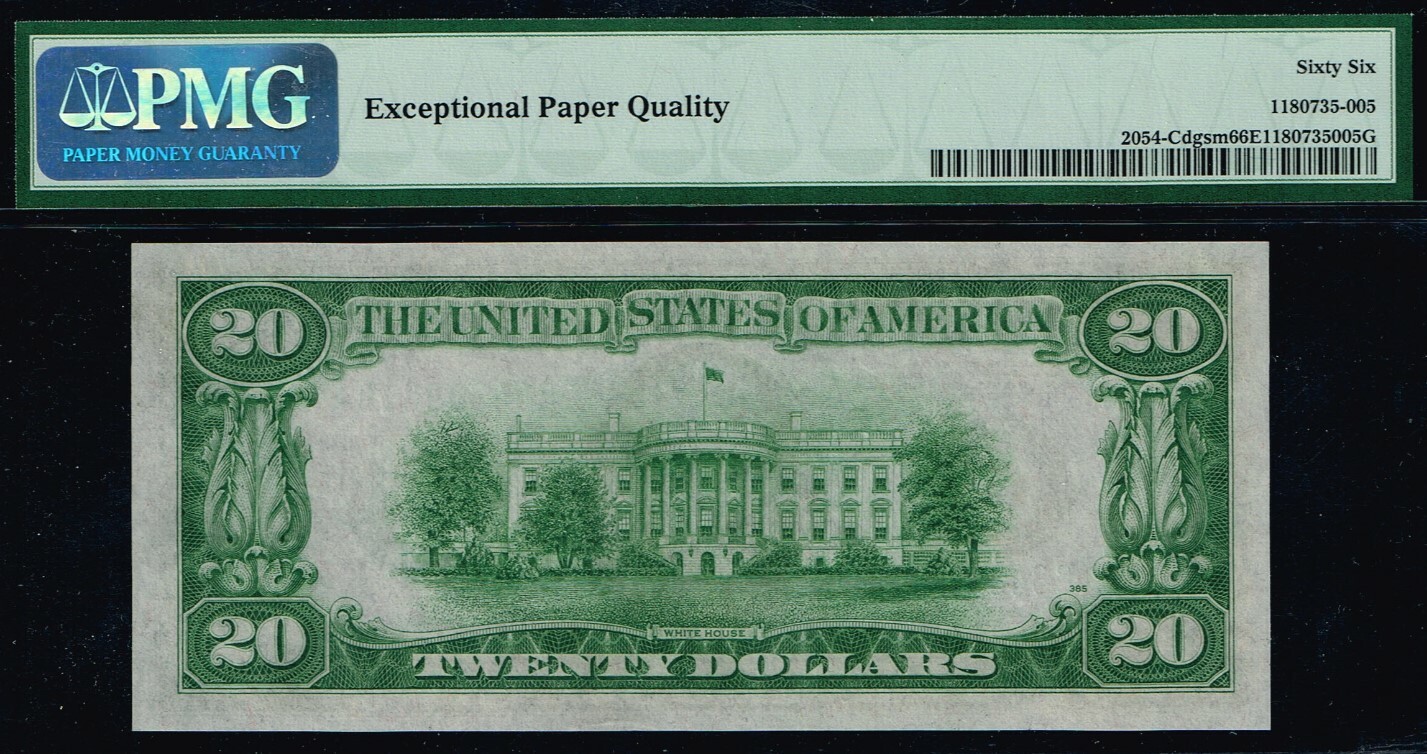 PMG
PAPER MONEY GUARANTY
Exceptional Paper Quality
Sixty Six
1180735-005
2054-Cdgsm66E1180735005G
20 THE UNITED STATES OF AMERICA 20
385
20 WHITE HOUSE 20
TWENTY DOLLARS